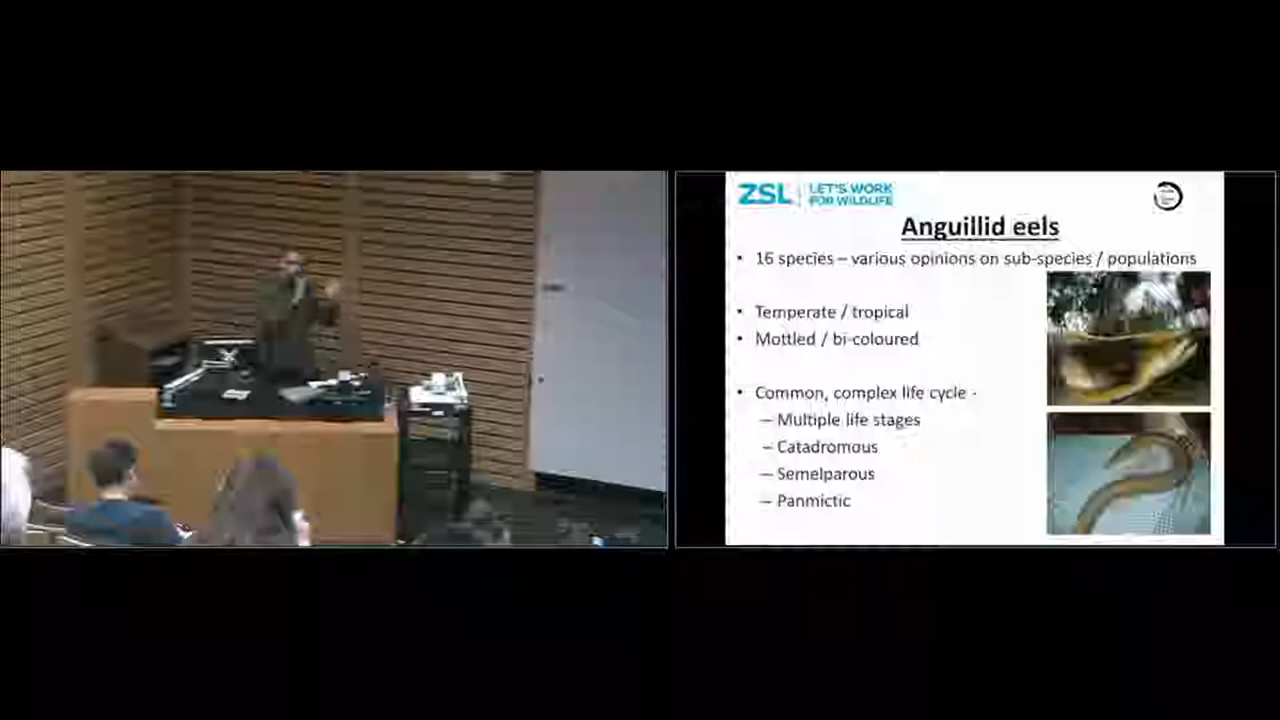 ZSL
LET'S WORK
FOR WILDLIFE
Anguillid eels
• 16 species – various opinions on sub-species / populations
• Temperate / tropical
• Mottled / bi-coloured
• Common, complex life cycle -
– Multiple life stages
– Catadromous
– Semelparous
– Panmictic